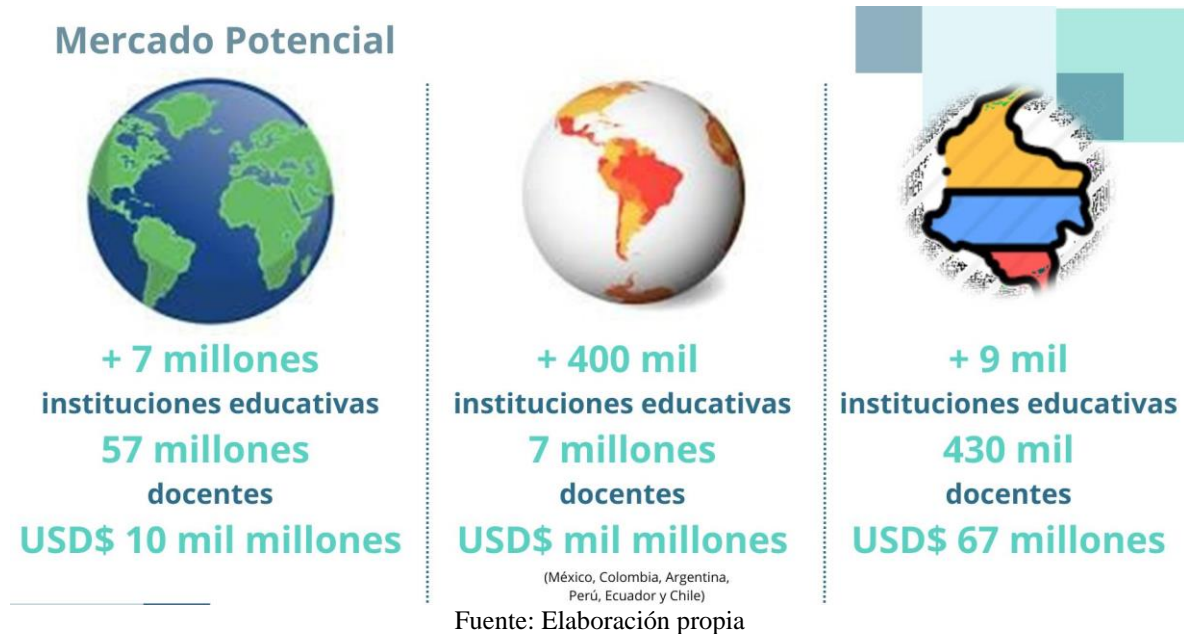 Mercado Potencial
+ 7 millones
instituciones educativas
57 millones
docentes
USD$ 10 mil millones
+ 400 mil
instituciones educativas
7 millones
docentes
USD$ mil millones
(México, Colombia, Argentina,
Perú, Ecuador y Chile)
+ 9 mil
instituciones educativas
430 mil
docentes
USD$ 67 millones
Fuente: Elaboración propia